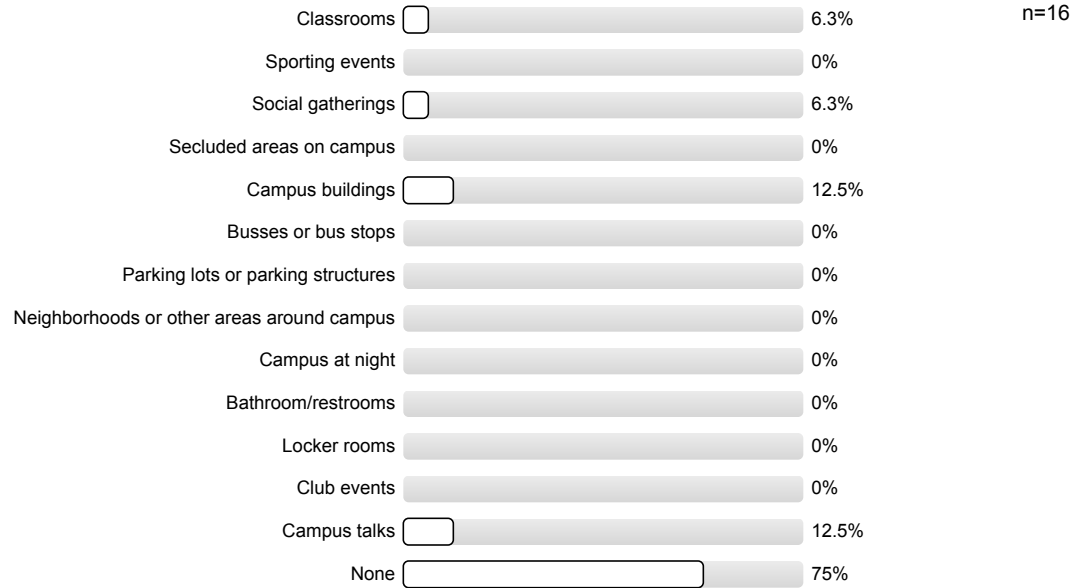 Classrooms 6.3% n=16
Sporting events 0%
Social gatherings 6.3%
Secluded areas on campus 0%
Campus buildings 12.5%
Busses or bus stops 0%
Parking lots or parking structures 0%
Neighborhoods or other areas around campus 0%
Campus at night 0%
Bathroom/restrooms 0%
Locker rooms 0%
Club events 0%
Campus talks 12.5%
None 75%